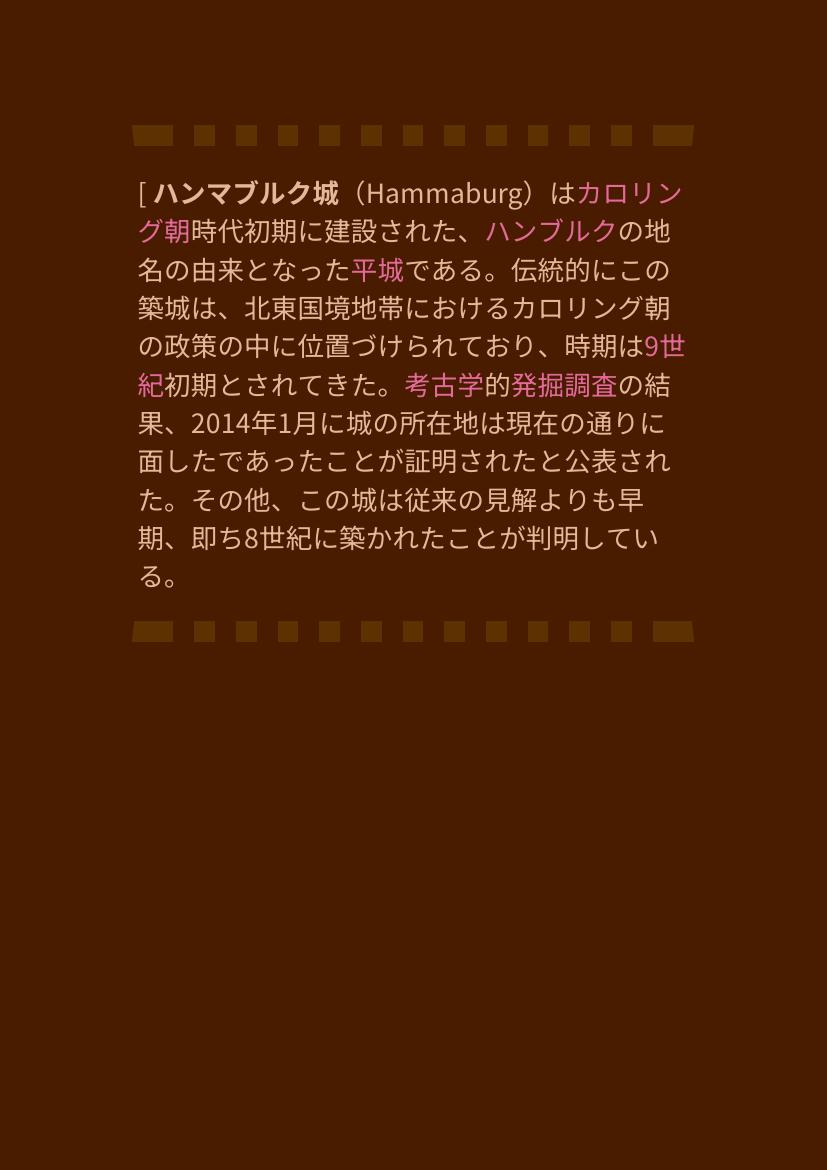 [ ハンマブルク城（Hammaburg）はカロリン
グ朝時代初期に建設された、ハンブルクの地
名の由来となった平城である。伝統的にこの
築城は、北東国境地帯におけるカロリング朝
の政策の中に位置づけられており、時期は9世
紀初期とされてきた。考古学的発掘調査の結
果、2014年1月に城の所在地は現在の通りに
面したであったことが証明されたと公表され
た。その他、この城は従来の見解よりも早
期、即ち8世紀に築かれたことが判明してい
る。